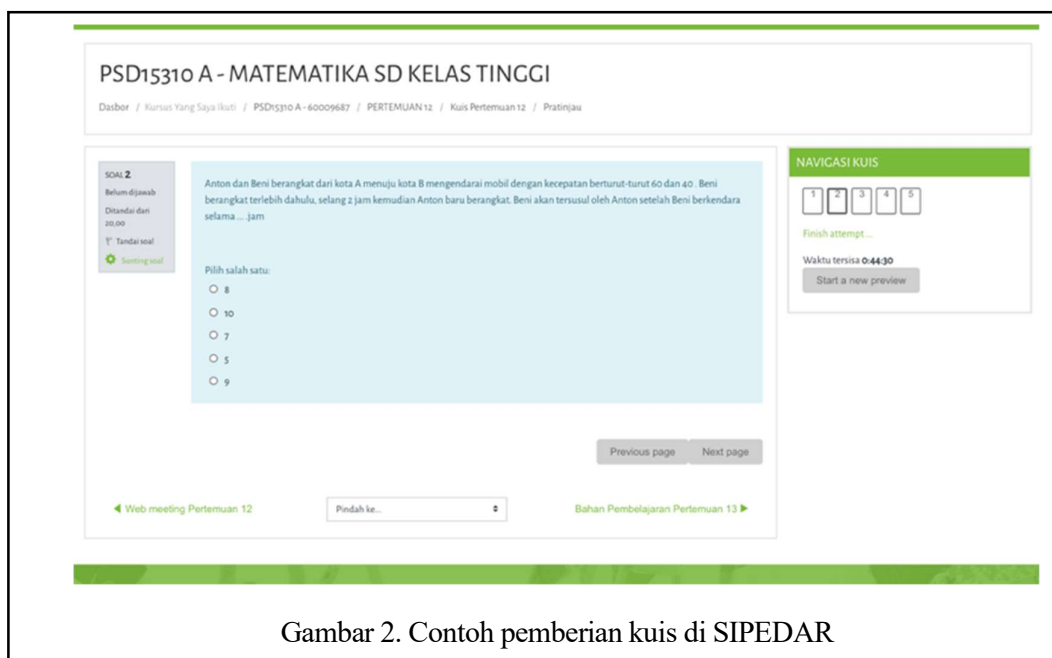 PSD15310 A - MATEMATIKA SD KELAS TINGGI
Dasbor / Kursus Yang Saya Ikuti / PSD15310 A - 60009687 / PERTEMUAN 12 / Kuis Pertemuan 12 / Pratinjau
SOAL 2
Belum dijawab
Ditandai dari
20,00
Tandai soal
Sunting soal
Anton dan Beni berangkat dari kota A menuju kota B mengendarai mobil dengan kecepatan berturut-turut 60 dan 40 . Beni
berangkat terlebih dahulu, selang 2 jam kemudian Anton baru berangkat. Beni akan tersusul oleh Anton setelah Beni berkendara
selama .... jam
Pilih salah satu:
8
10
7
5
9
Previous page
Next page
Web meeting Pertemuan 12
Pindah ke...
Bahan Pembelajaran Pertemuan 13
NAVIGASI KUIS
1 2 3 4 5
Finish attempt ...
Waktu tersisa 0:44:30
Start a new preview
Gambar 2. Contoh pemberian kuis di SIPEDAR